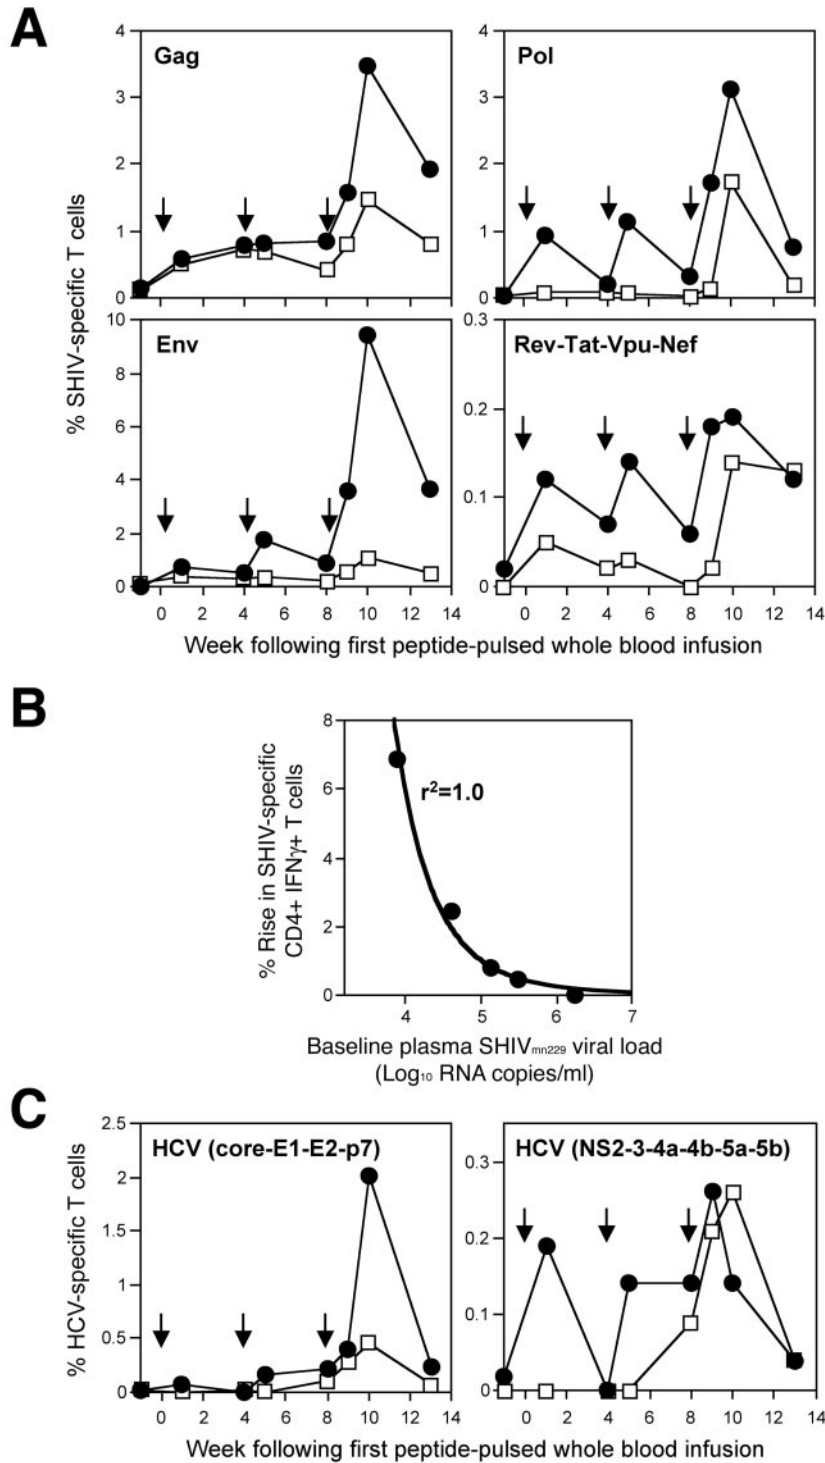 A
Gag
Pol
4
3
2
1
0
4
3
2
1
0
% SHIV-specific T cells
Env
Rev-Tat-Vpu-Nef
10
8
6
4
2
0
0.3
0.2
0.1
0
0 2 4 6 8 10 12 14
0 2 4 6 8 10 12 14
Week following first peptide-pulsed whole blood infusion
B
8
6
4
2
0
% Rise in SHIV-specific
CD4+ IFNγ+ T cells
r²=1.0
4 5 6 7
Baseline plasma SHIVmn229 viral load
(Log₁₀ RNA copies/ml)
C
HCV (core-E1-E2-p7)
HCV (NS2-3-4a-4b-5a-5b)
2.5
2
1.5
1
0.5
0
0.3
0.2
0.1
0
% HCV-specific T cells
0 2 4 6 8 10 12 14
0 2 4 6 8 10 12 14
Week following first peptide-pulsed whole blood infusion